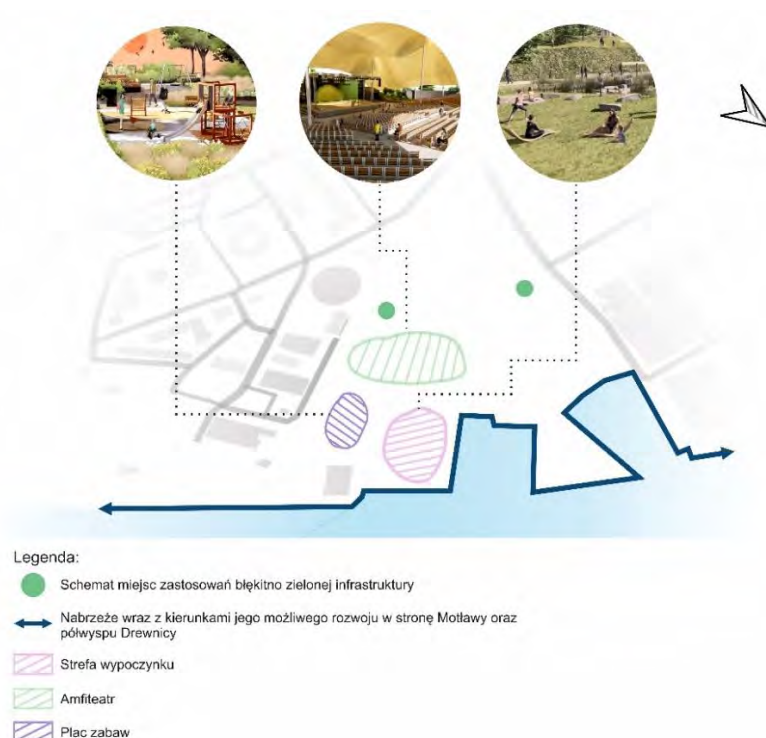 Legenda:
Schemat miejsc zastosowań błękitno zielonej infrastruktury
Nabrzeże wraz z kierunkami jego możliwego rozwoju w stronę Motławy oraz
półwyspu Drewnicy
Strefa wypoczynku
Amfiteatr
Plac zabaw